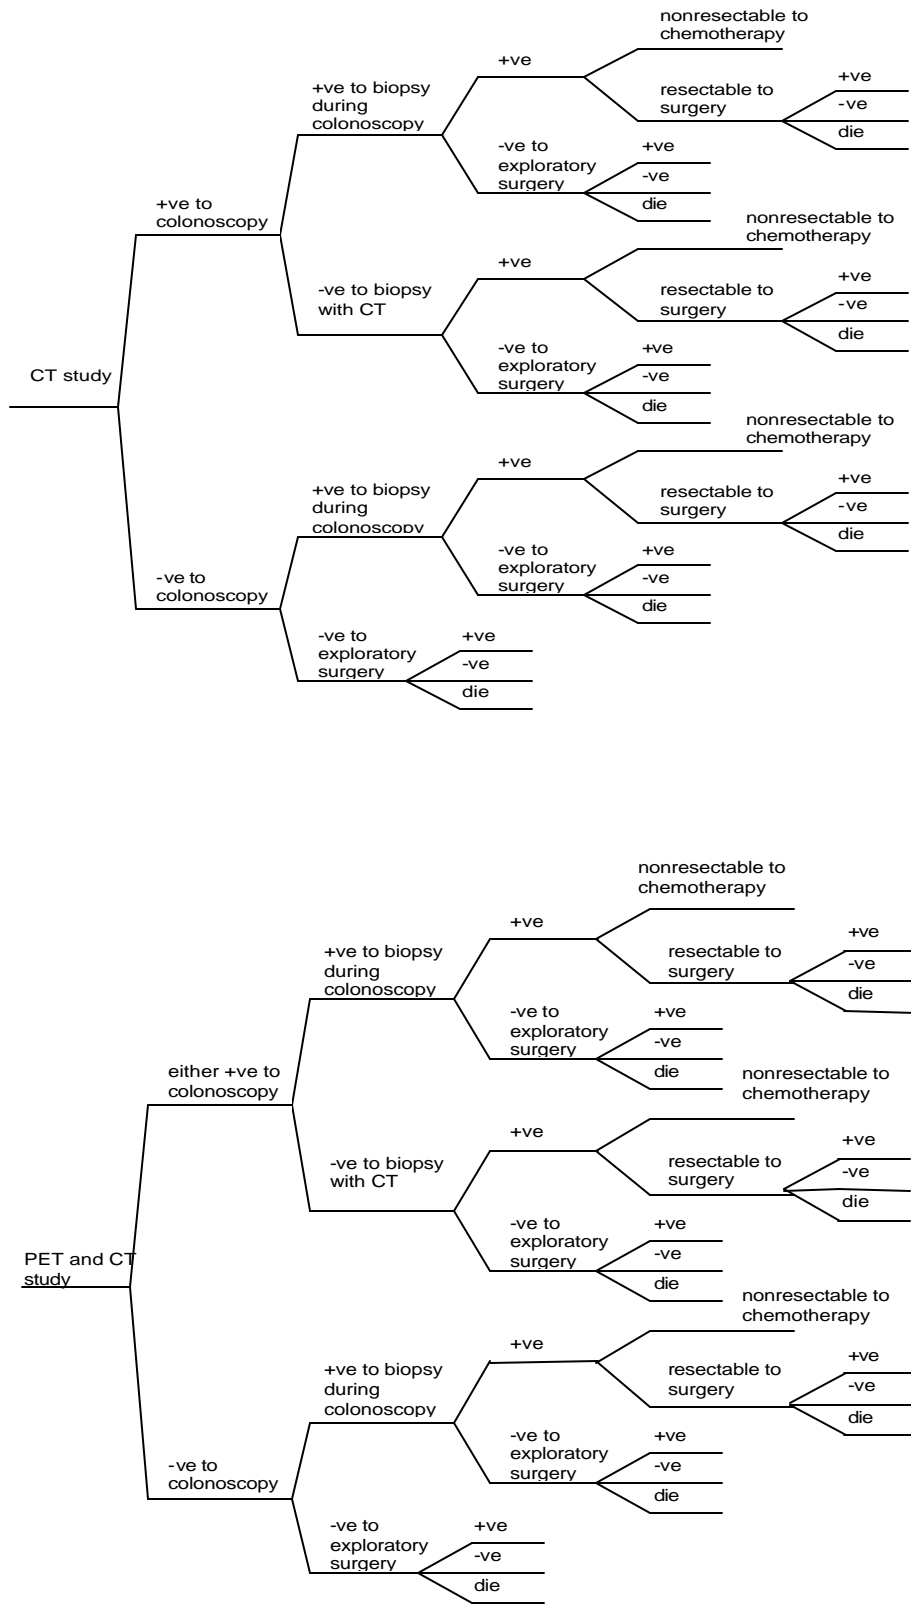 nonresectable to
chemotherapy
+ve
+ve to biopsy
during
colonoscopy
resectable to
surgery
+ve
-ve
die
-ve to
exploratory
surgery
+ve
-ve
die
+ve to
colonoscopy
nonresectable to
chemotherapy
+ve
-ve to biopsy
with CT
resectable to
surgery
+ve
-ve
die
-ve to
exploratory
surgery
+ve
-ve
die
CT study
nonresectable to
chemotherapy
+ve
+ve to biopsy
during
colonoscopy
resectable to
surgery
+ve
-ve
die
-ve to
exploratory
surgery
+ve
-ve
die
-ve to
colonoscopy
-ve to
exploratory
surgery
+ve
-ve
die
nonresectable to
chemotherapy
+ve
+ve to biopsy
during
colonoscopy
resectable to
surgery
+ve
-ve
die
-ve to
exploratory
surgery
+ve
-ve
die
either +ve to
colonoscopy
nonresectable to
chemotherapy
+ve
-ve to biopsy
with CT
resectable to
surgery
+ve
-ve
die
-ve to
exploratory
surgery
+ve
-ve
die
PET and CT
study
nonresectable to
chemotherapy
+ve
+ve to biopsy
during
colonoscopy
resectable to
surgery
+ve
-ve
die
-ve to
exploratory
surgery
+ve
-ve
die
-ve to
colonoscopy
-ve to
exploratory
surgery
+ve
-ve
die